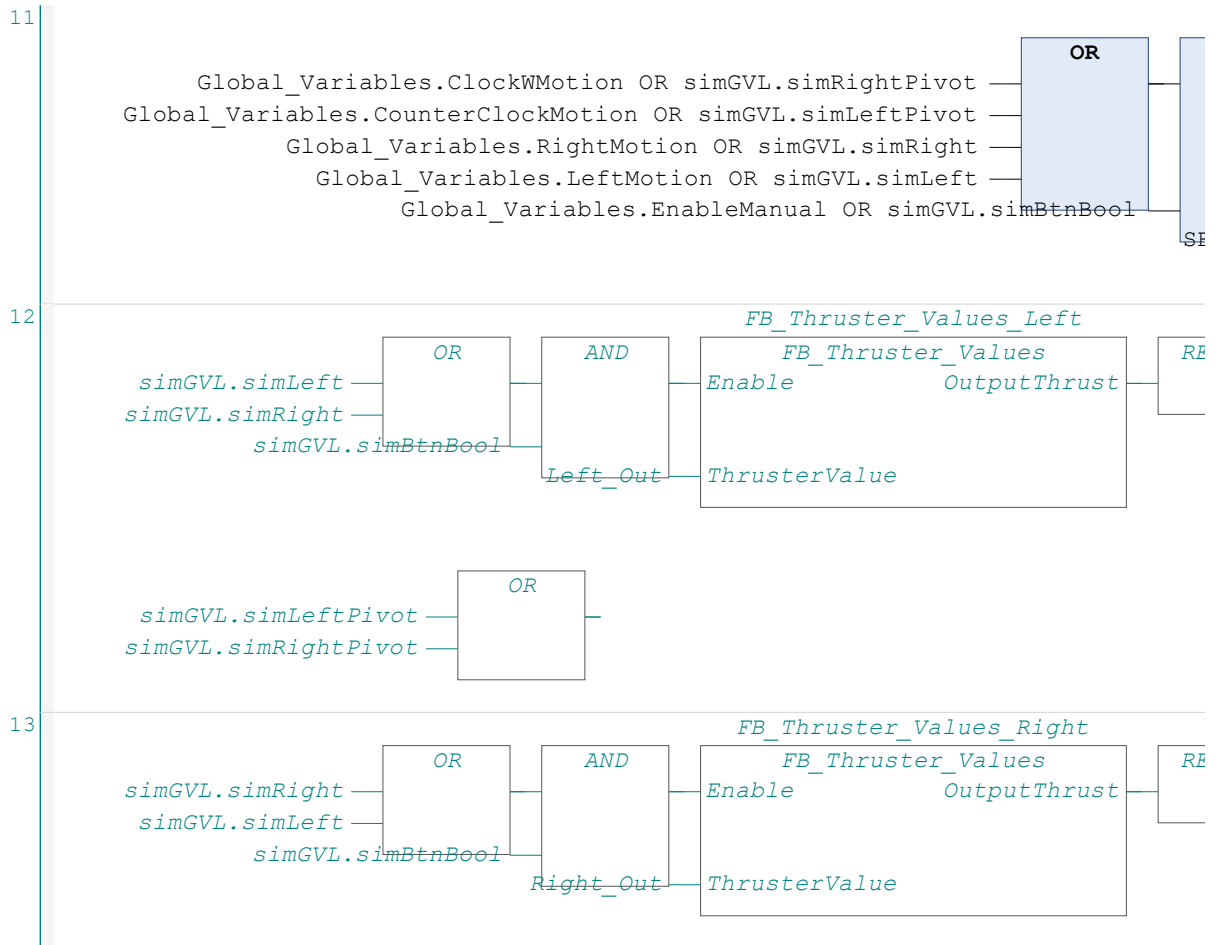 11
OR
Global_Variables.ClockWMotion OR simGVL.simRightPivot
Global_Variables.CounterClockMotion OR simGVL.simLeftPivot
Global_Variables.RightMotion OR simGVL.simRight
Global_Variables.LeftMotion OR simGVL.simLeft
Global_Variables.EnableManual OR simGVL.simBtnBool
12
FB_Thruster_Values_Left
OR AND FB_Thruster_Values RE
simGVL.simLeft Enable OutputThrust
simGVL.simRight
simGVL.simBtnBool
Left_Out ThrusterValue
OR
simGVL.simLeftPivot
simGVL.simRightPivot
13
FB_Thruster_Values_Right
OR AND FB_Thruster_Values RE
simGVL.simRight Enable OutputThrust
simGVL.simLeft
simGVL.simBtnBool
Right_Out ThrusterValue